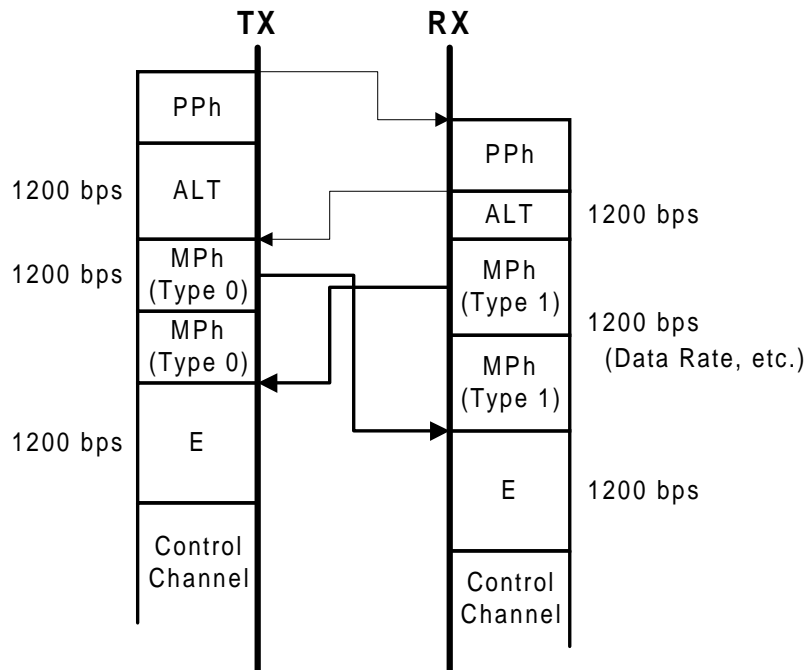 TX
RX
PPh
PPh
1200 bps
ALT
ALT
1200 bps
1200 bps
MPh
(Type 0)
MPh
(Type 1)
1200 bps
(Data Rate, etc.)
MPh
(Type 0)
MPh
(Type 1)
1200 bps
E
E
1200 bps
Control
Channel
Control
Channel